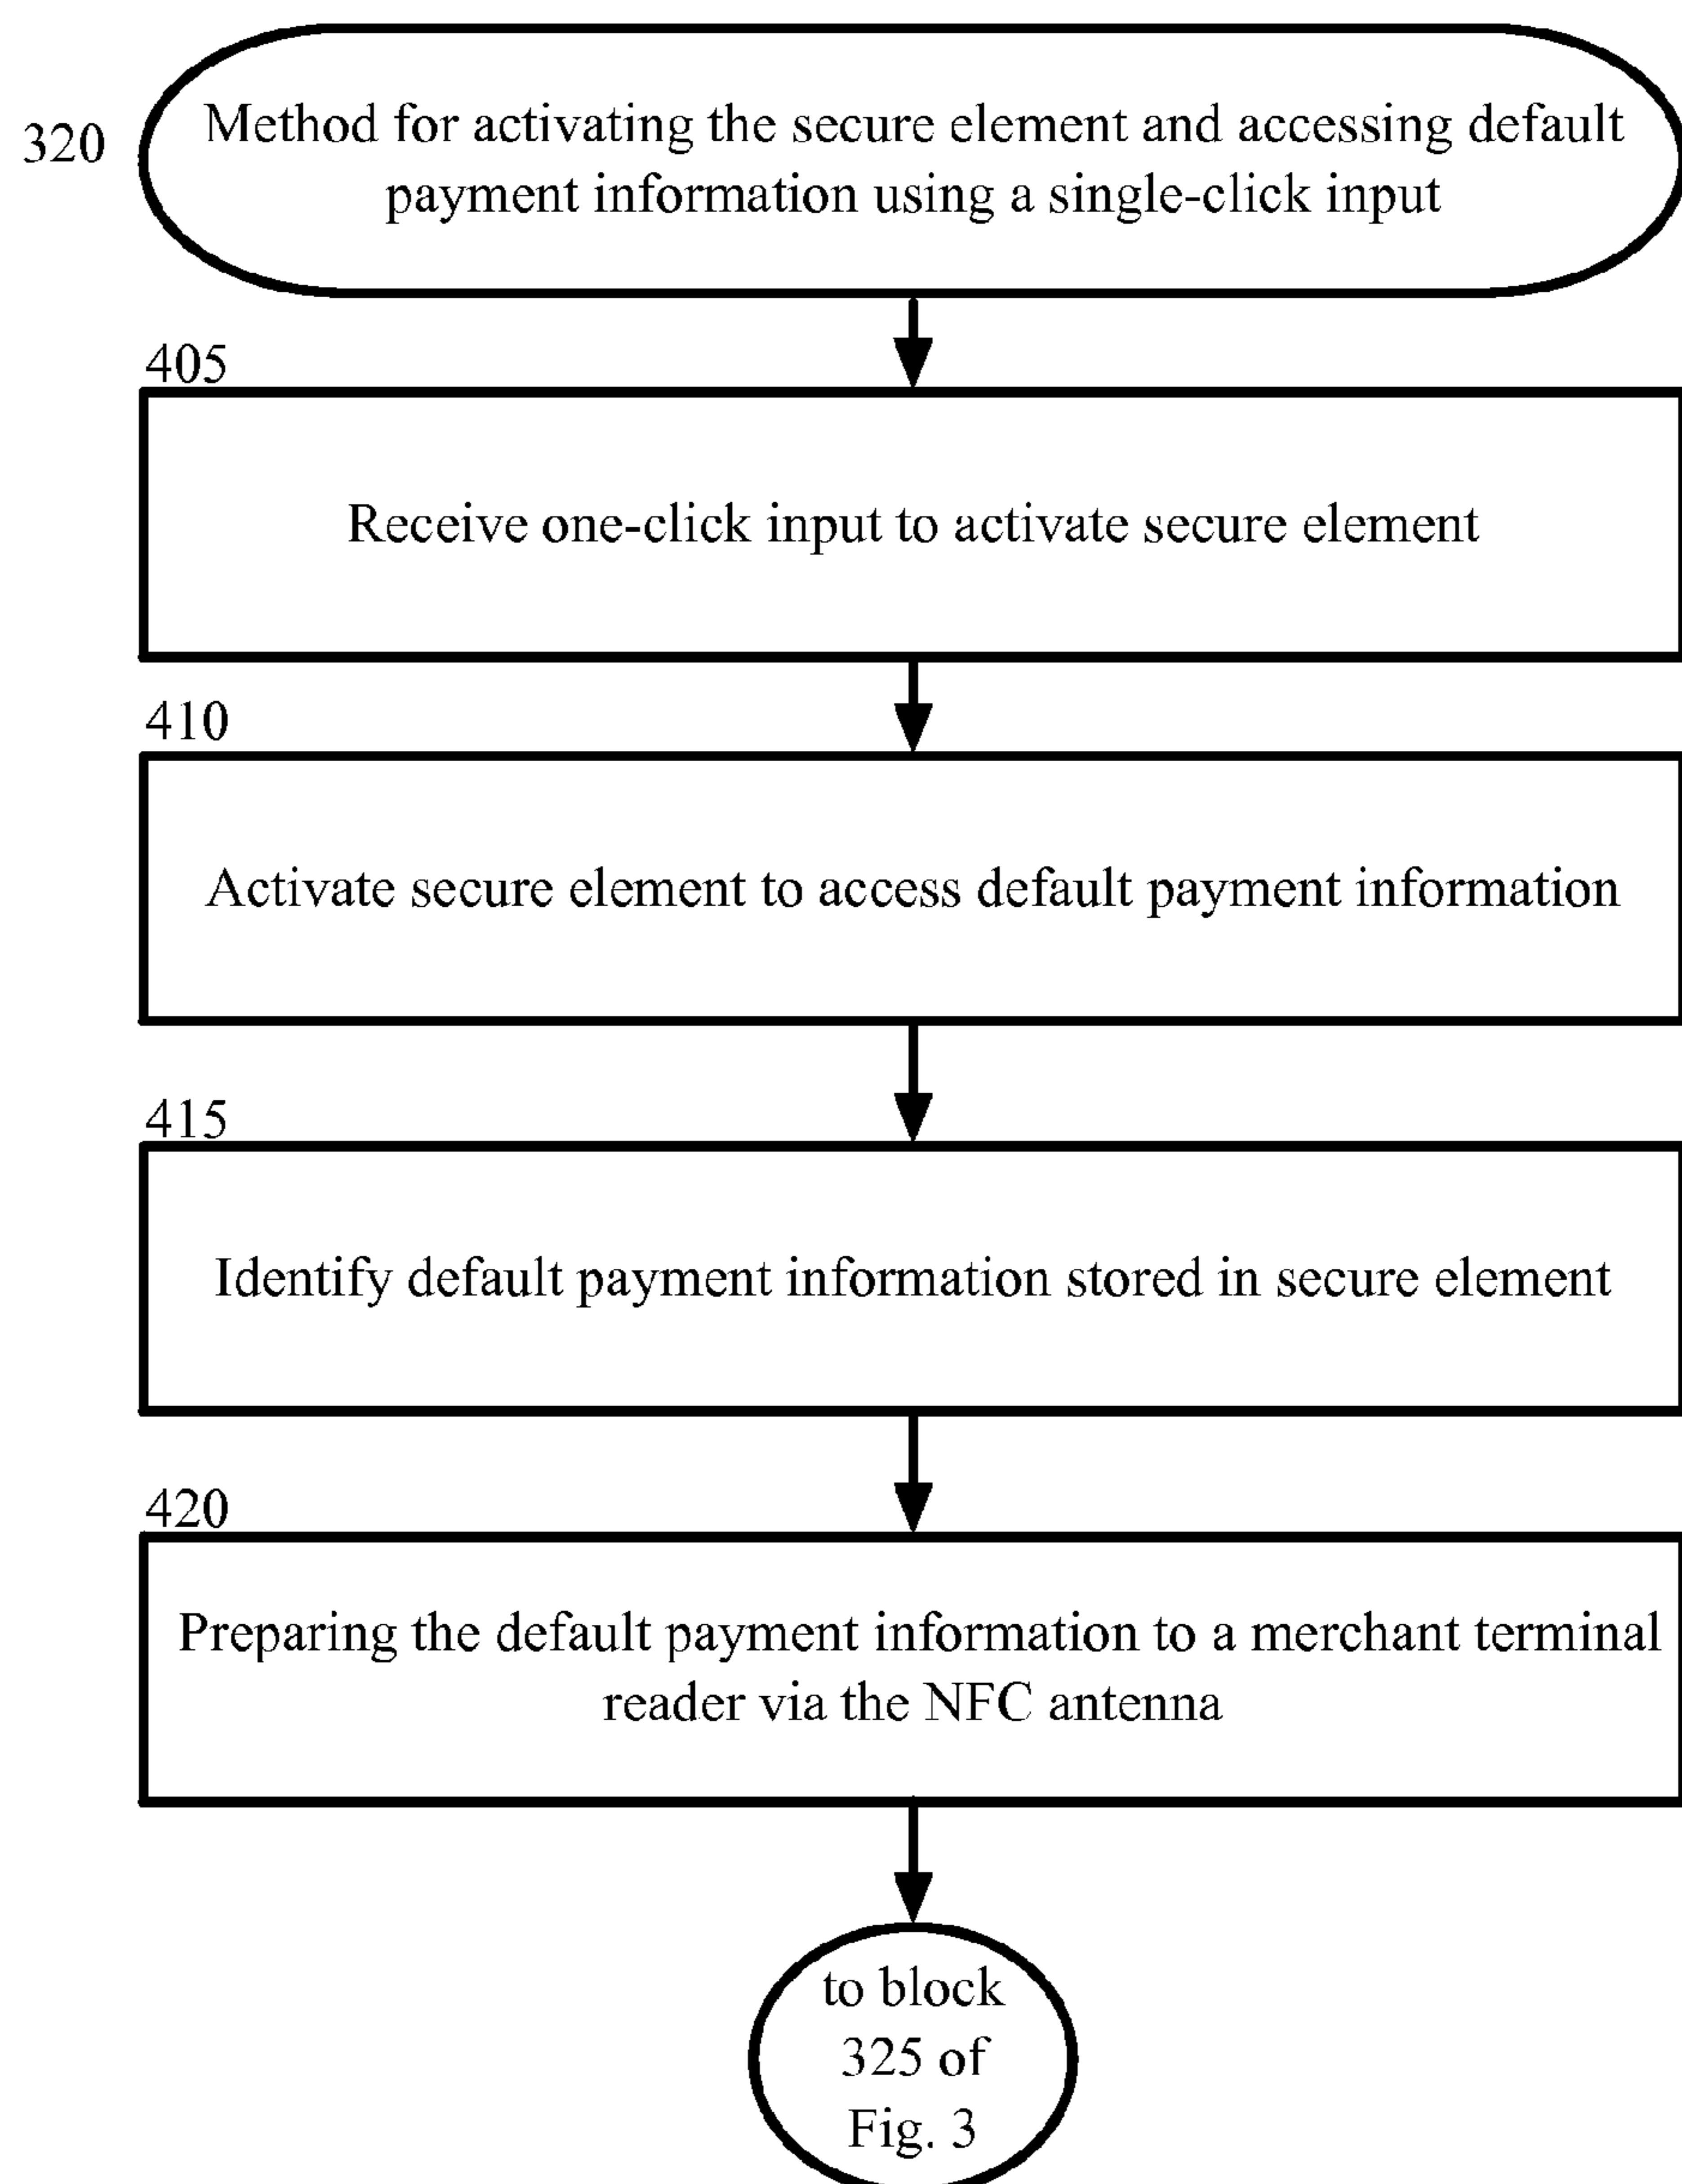 320
Method for activating the secure element and accessing default
payment information using a single-click input
405
Receive one-click input to activate secure element
410
Activate secure element to access default payment information
415
Identify default payment information stored in secure element
420
Preparing the default payment information to a merchant terminal
reader via the NFC antenna
to block
325 of
Fig. 3